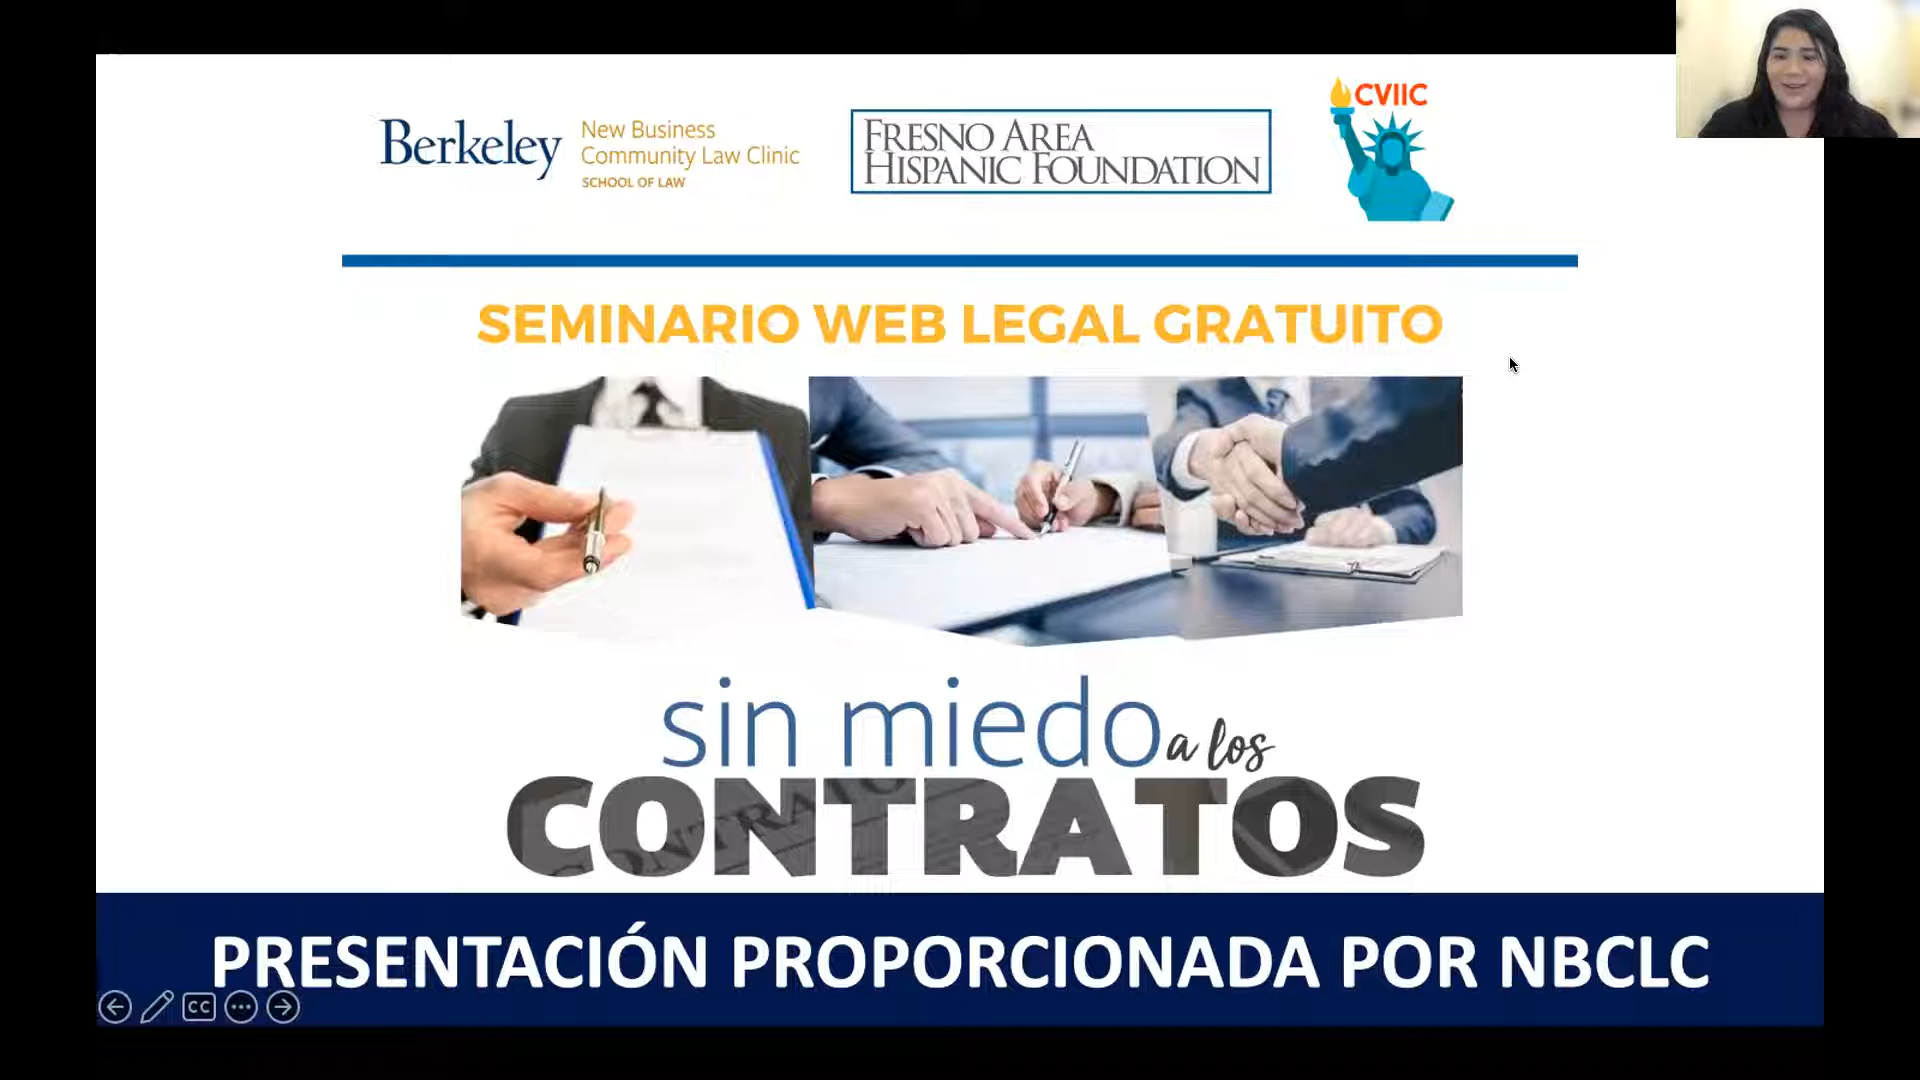 Berkeley
New Business
Community Law Clinic
SCHOOL OF LAW
FRESNO AREA
HISPANIC FOUNDATION
CVIIC
SEMINARIO WEB LEGAL GRATUITO
sin miedo a los
CONTRATOS
PRESENTACIÓN PROPORCIONADA POR NBCLC
CC